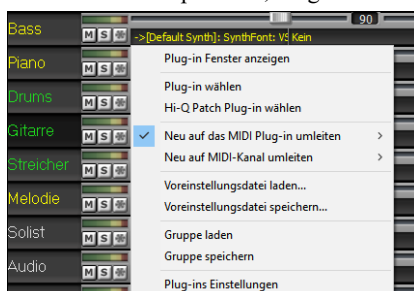 90
Bass M S
->[Default Synth]: SynthFont: VS Kein
Piano M S
Plug-in Fenster anzeigen
Drums M S
Plug-in wählen
Hi-Q Patch Plug-in wählen
Gitarre M S
Neu auf das MIDI Plug-in umleiten >
Streicher M S
Neu auf MIDI-Kanal umleiten >
Melodie M S
Voreinstellungsdatei laden...
Voreinstellungsdatei speichern...
Solist M S
Gruppe laden
Gruppe speichern
Audio M S
Plug-ins Einstellungen